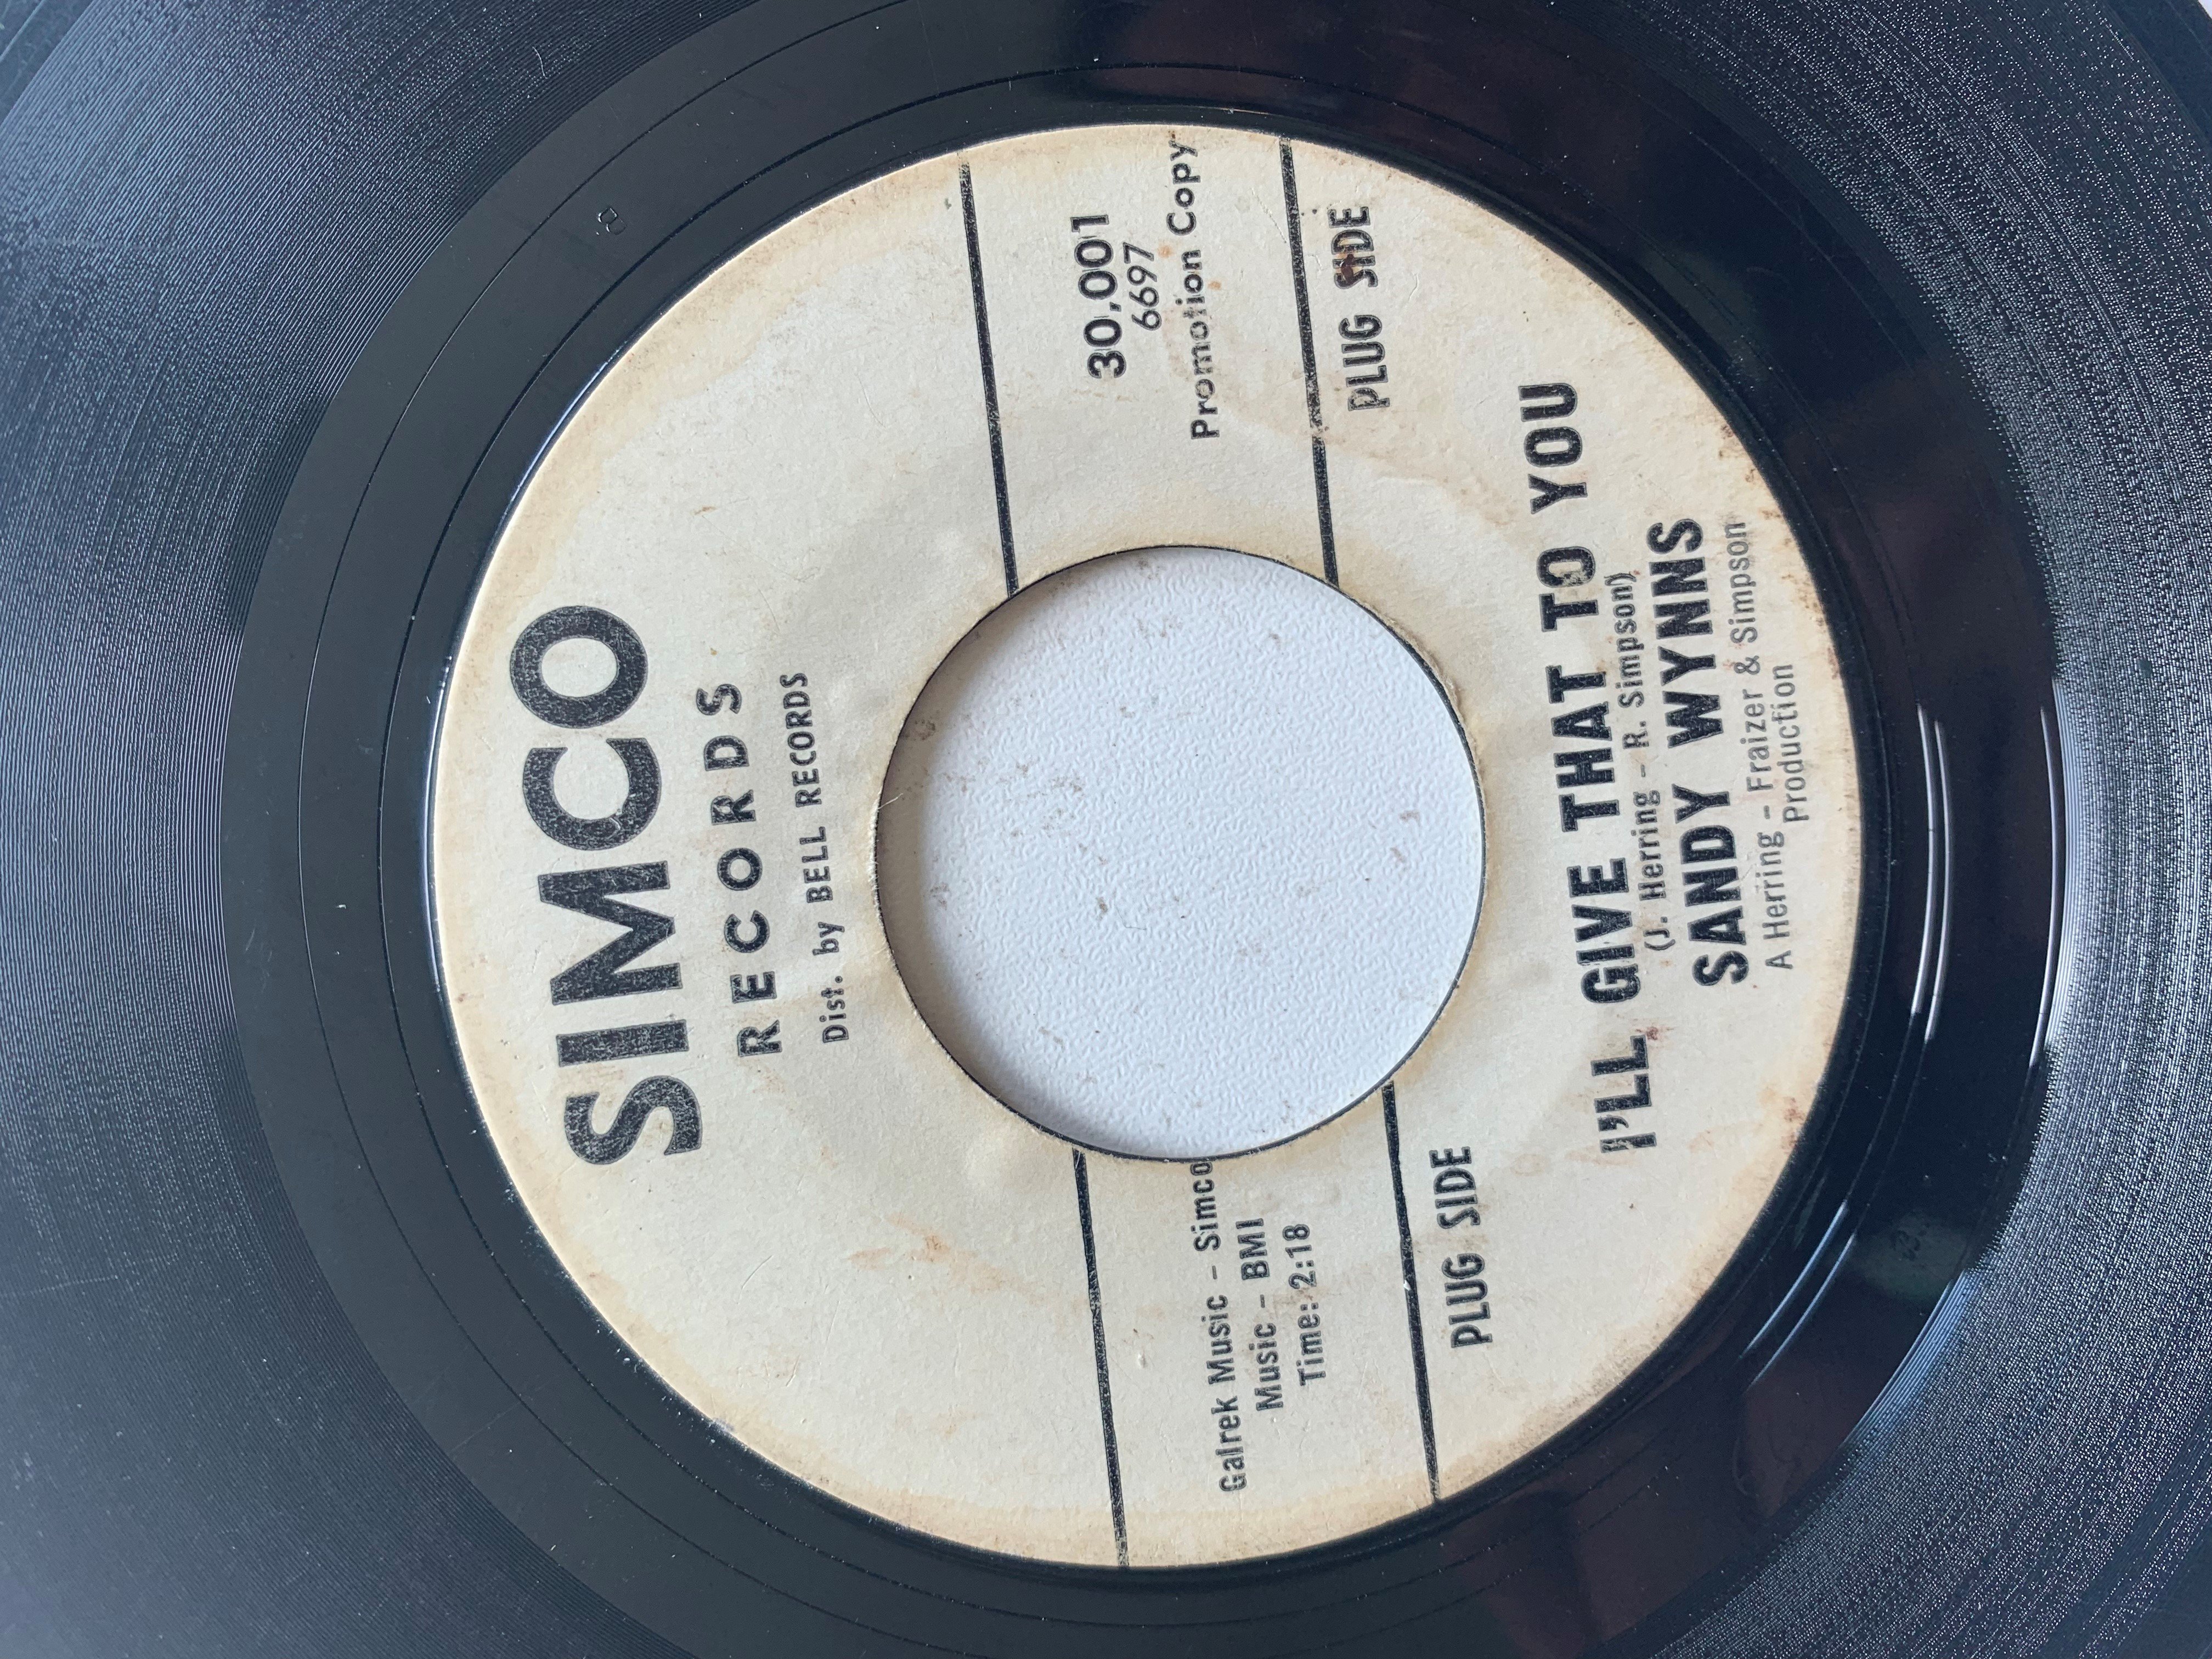 SIMCO
RECORDS
Dist. by BELL RECORDS
Galrek Music - Simco
Music - BMI
Time: 2:18
30,001
6697
Promotion Copy
PLUG SIDE
PLUG SIDE
I'LL GIVE THAT TO YOU
(J. Herring - R. Simpson)
SANDY WYNNS
A Herring - Fraizer & Simpson
Production